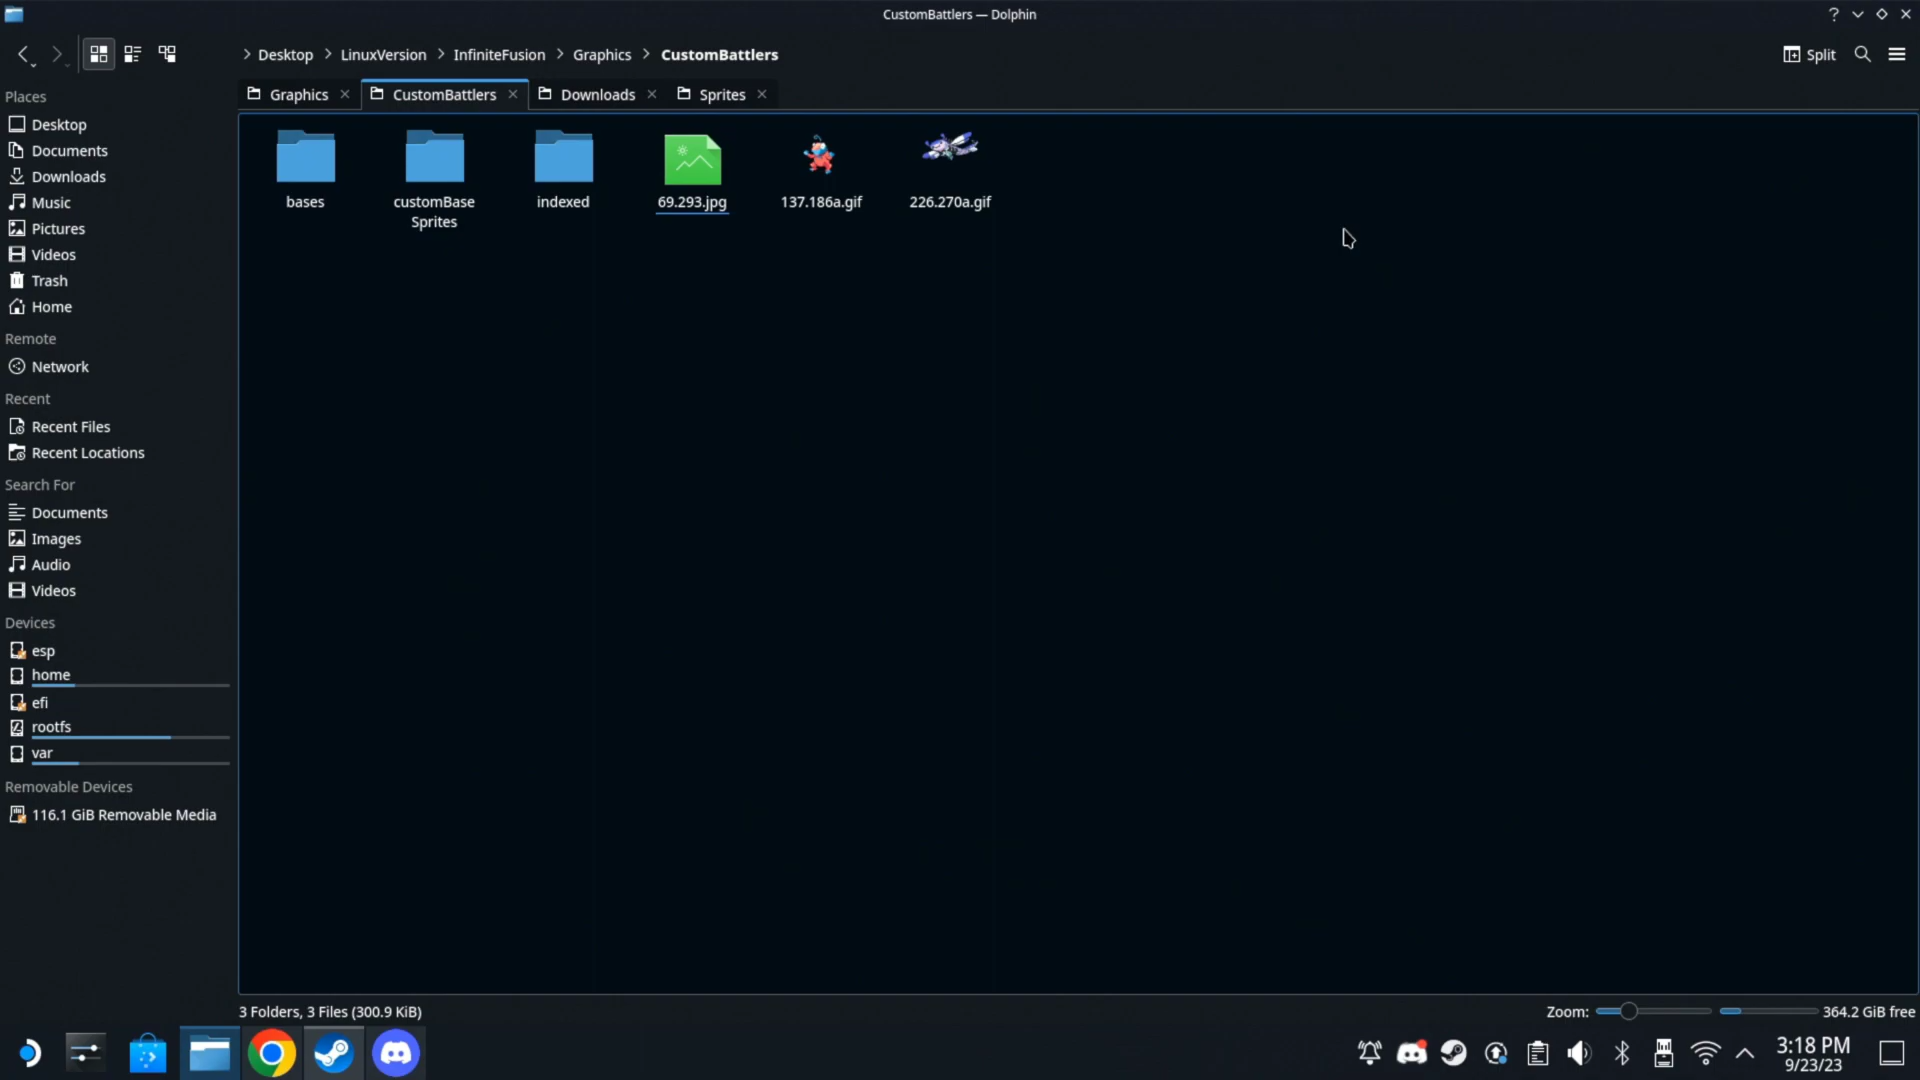 CustomBattlers — Dolphin
Desktop
LinuxVersion
InfiniteFusion
Graphics
CustomBattlers
Split
Graphics
CustomBattlers
Downloads
Sprites
Places
Desktop
Documents
Downloads
Music
Pictures
Videos
Trash
Home
Remote
Network
Recent
Recent Files
Recent Locations
Search For
Documents
Images
Audio
Videos
Devices
esp
home
efi
rootfs
var
Removable Devices
116.1 GiB Removable Media
bases
customBase
Sprites
indexed
69.293.jpg
137.186a.gif
226.270a.gif
3 Folders, 3 Files (300.9 KiB)
Zoom:
364.2 GiB free
3:18 PM
9/23/23